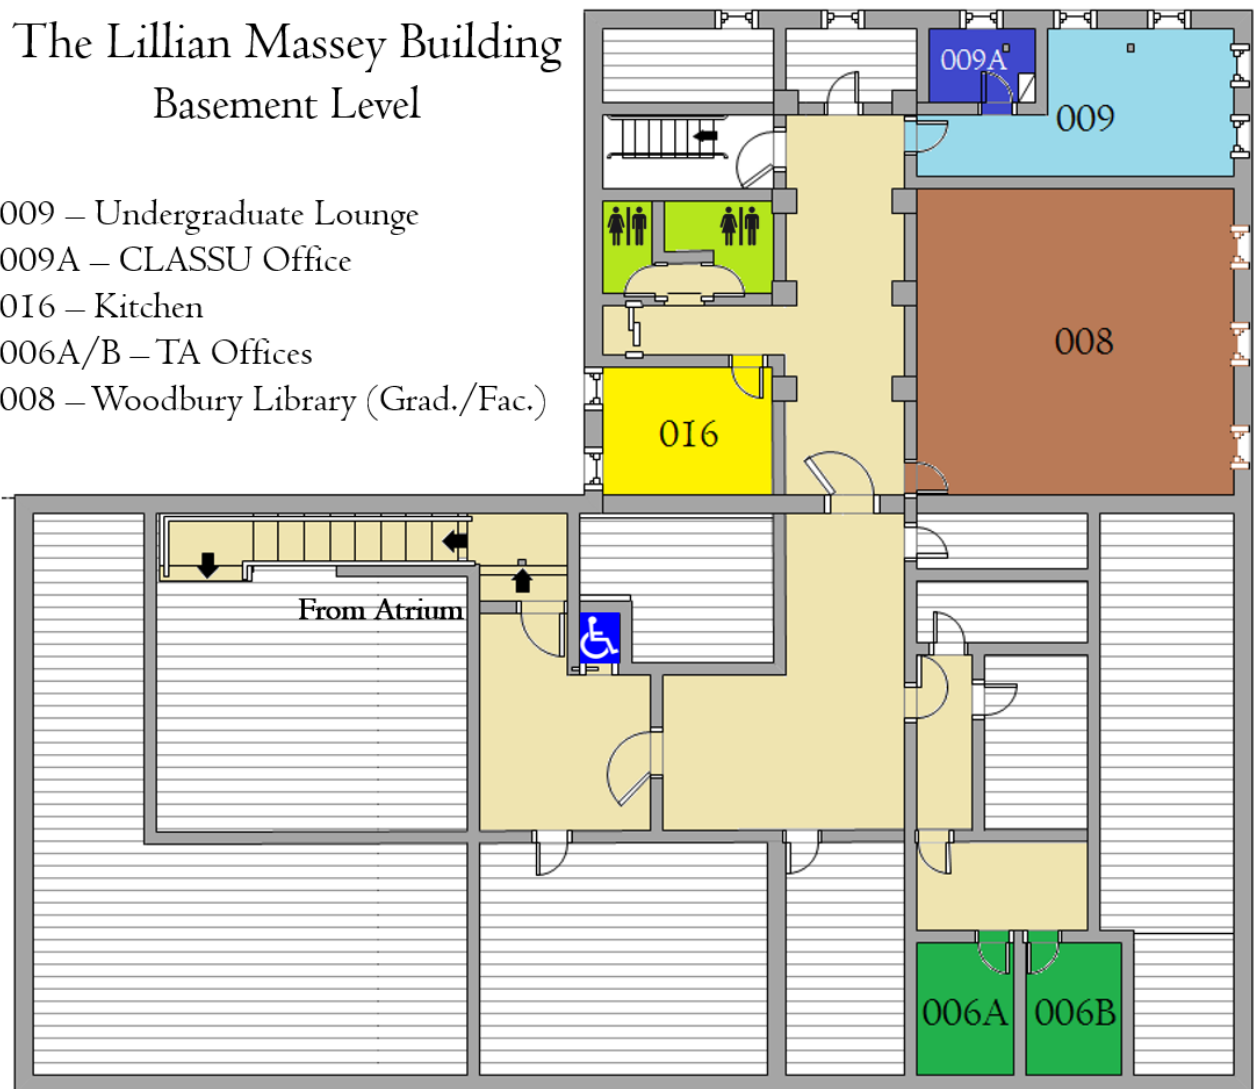 The Lillian Massey Building
Basement Level
009 – Undergraduate Lounge
009A – CLASSU Office
016 – Kitchen
006A/B – TA Offices
008 – Woodbury Library (Grad./Fac.)
009A
009
008
016
From Atrium
006A
006B